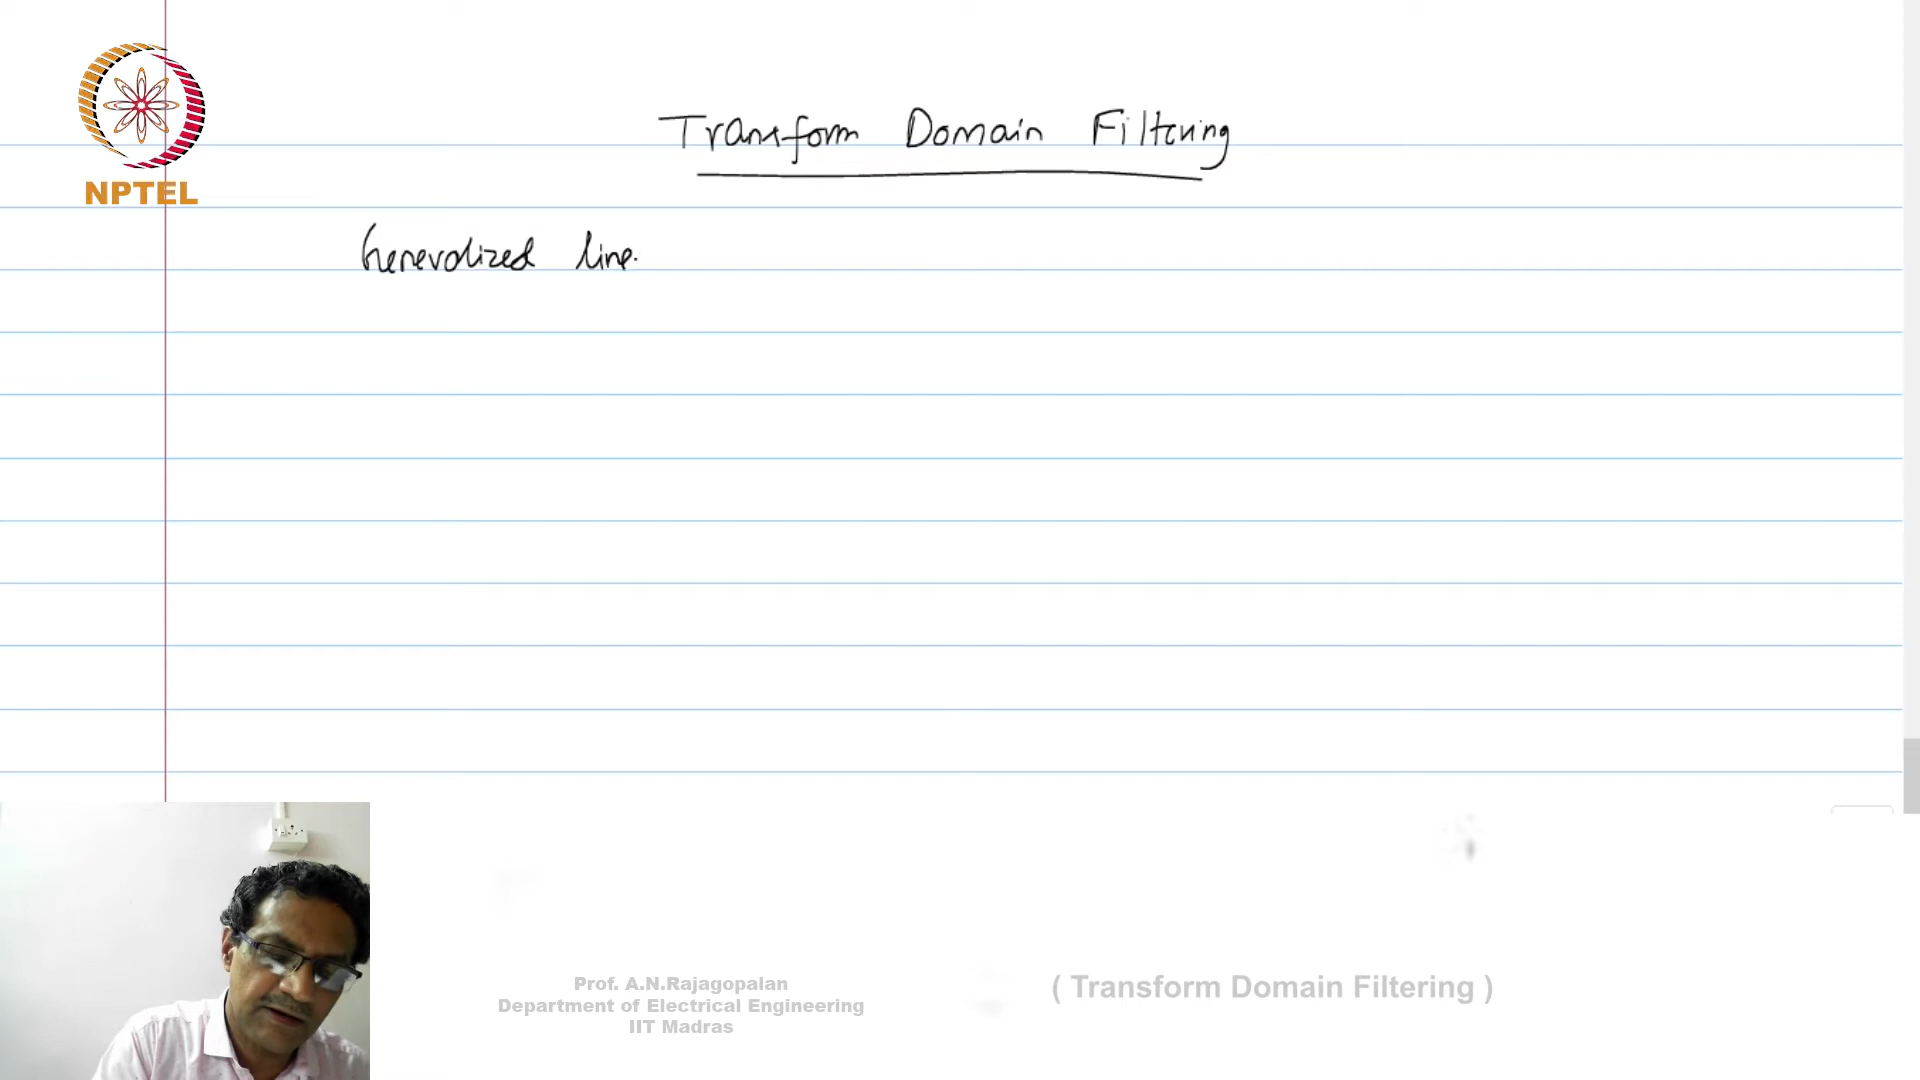 NPTEL
Transform Domain Filtering
Generalized line.
Prof. A.N.Rajagopalan
Department of Electrical Engineering
IIT Madras
( Transform Domain Filtering )